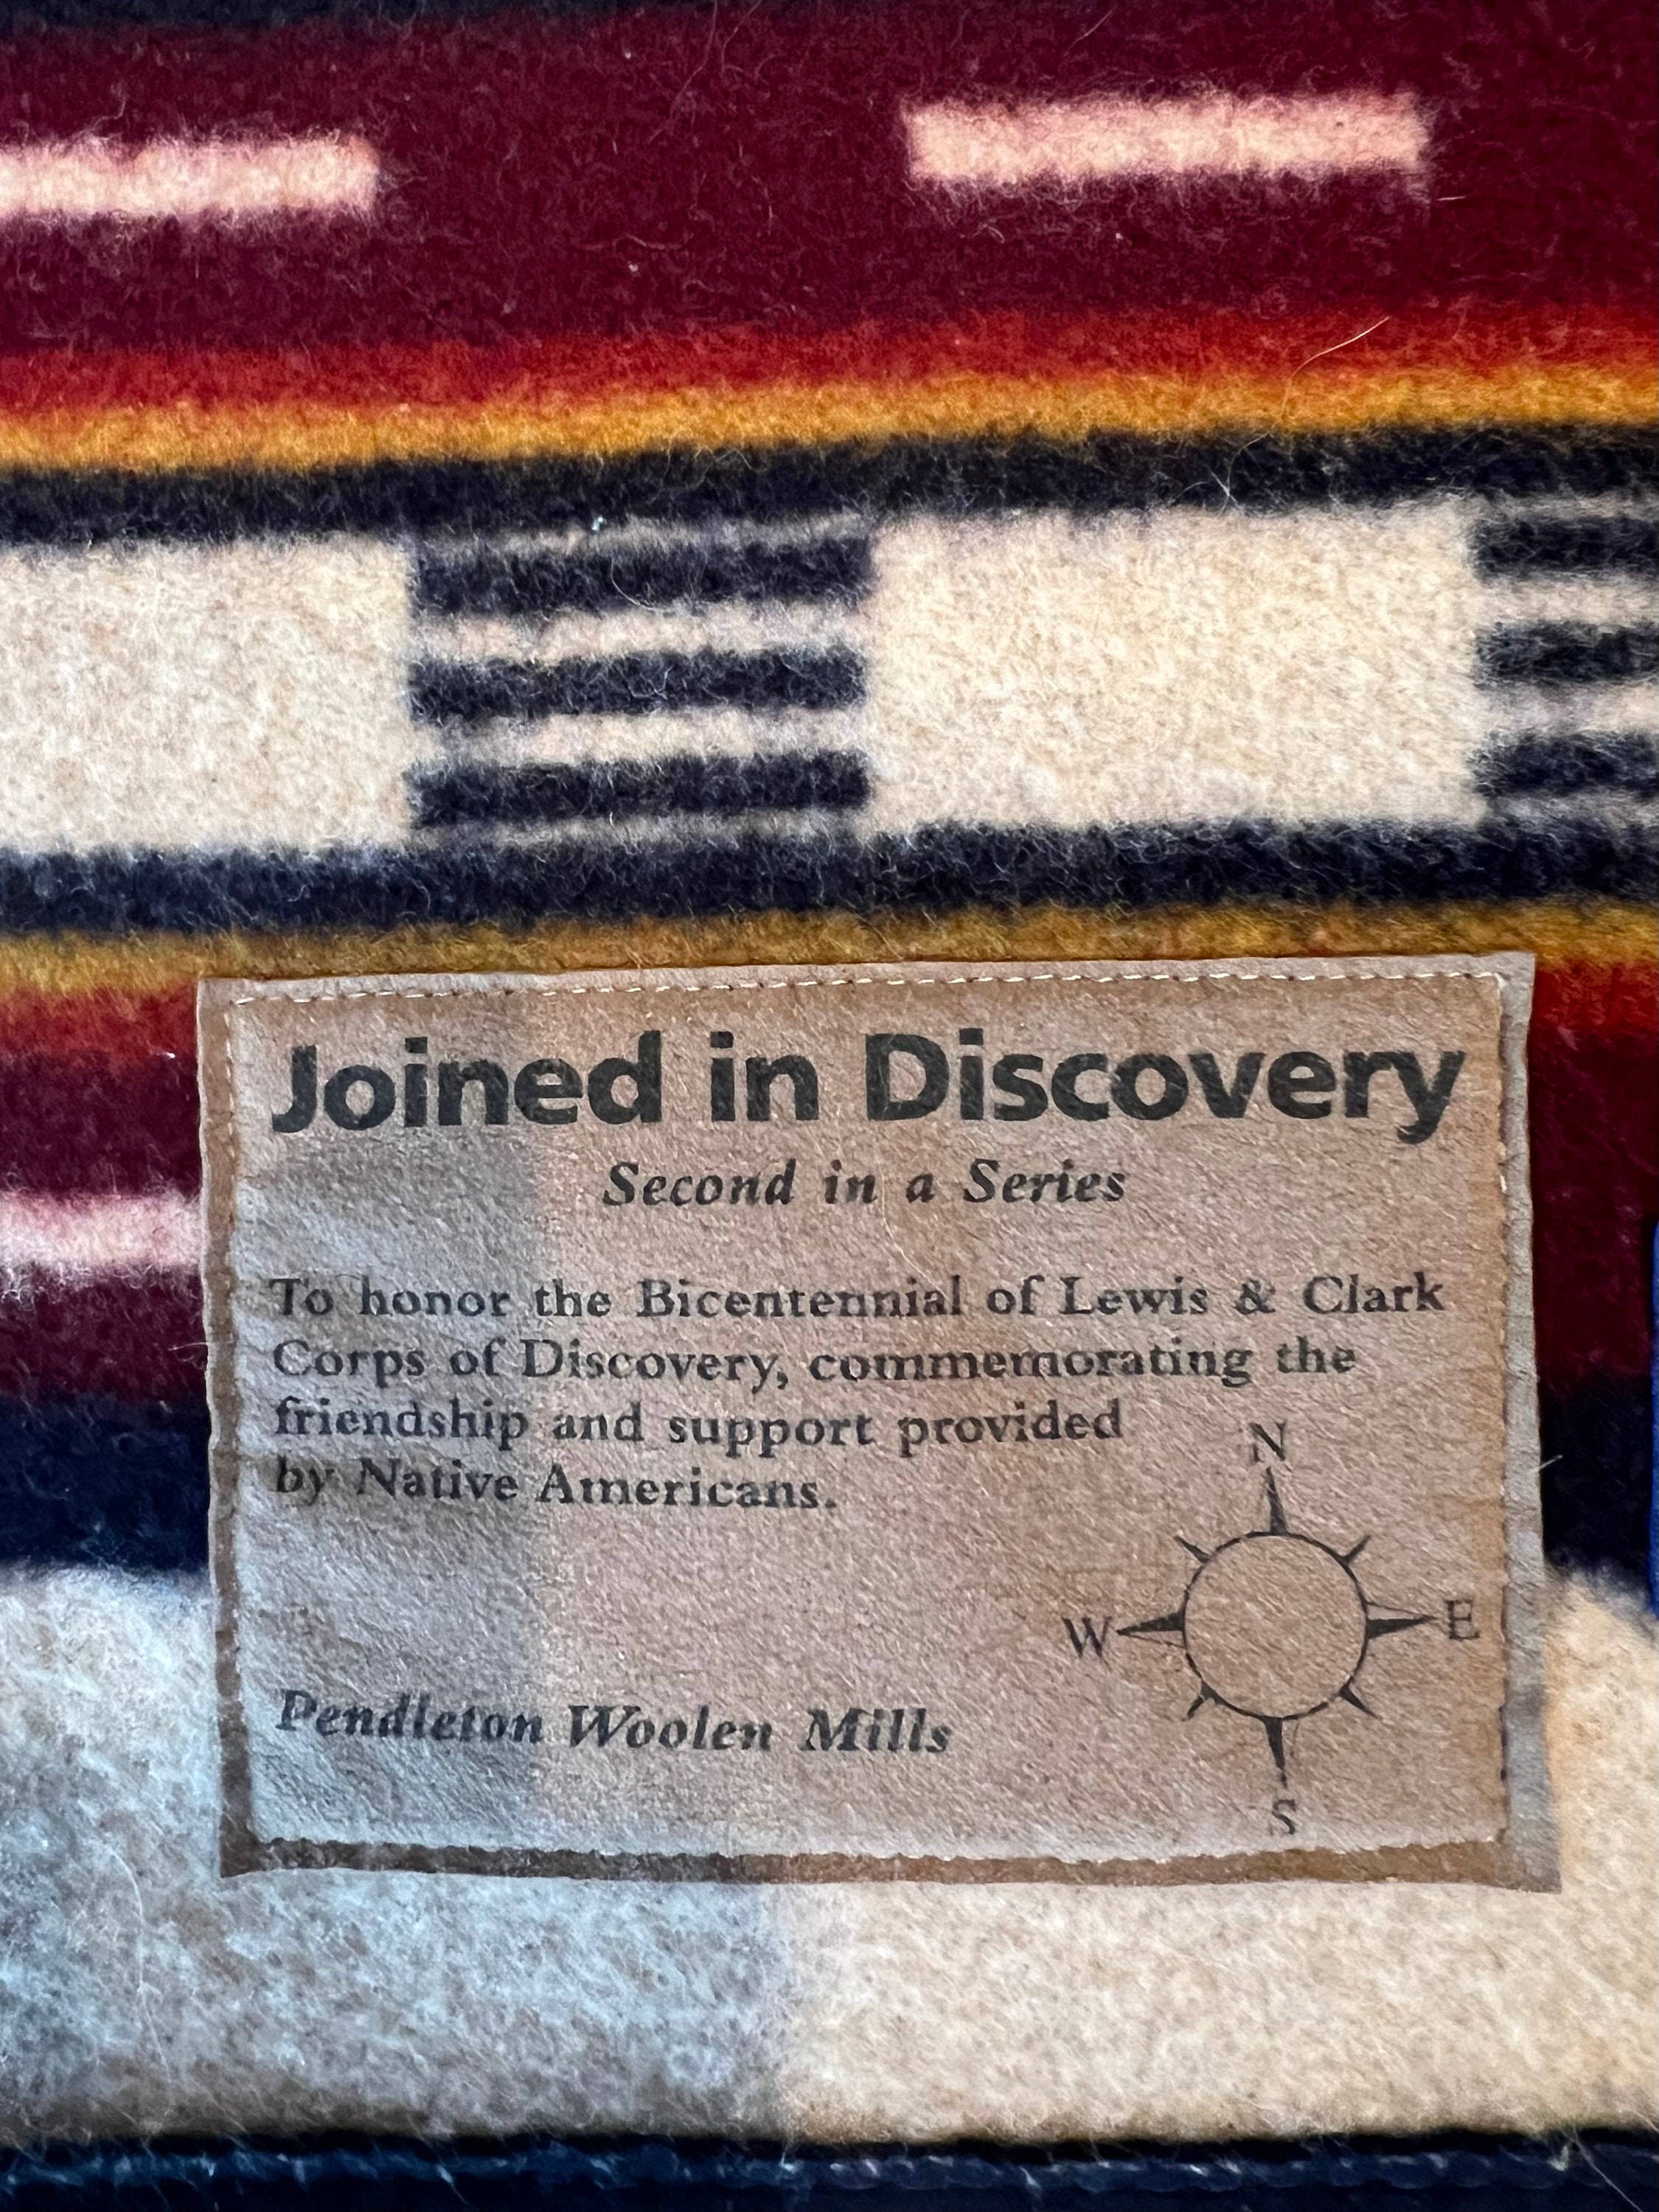 Joined in Discovery
Second in a Series
To honor the Bicentennial of Lewis & Clark
Corps of Discovery, commemorating the
friendship and support provided
by Native Americans.
N
W E
S
Pendleton Woolen Mills